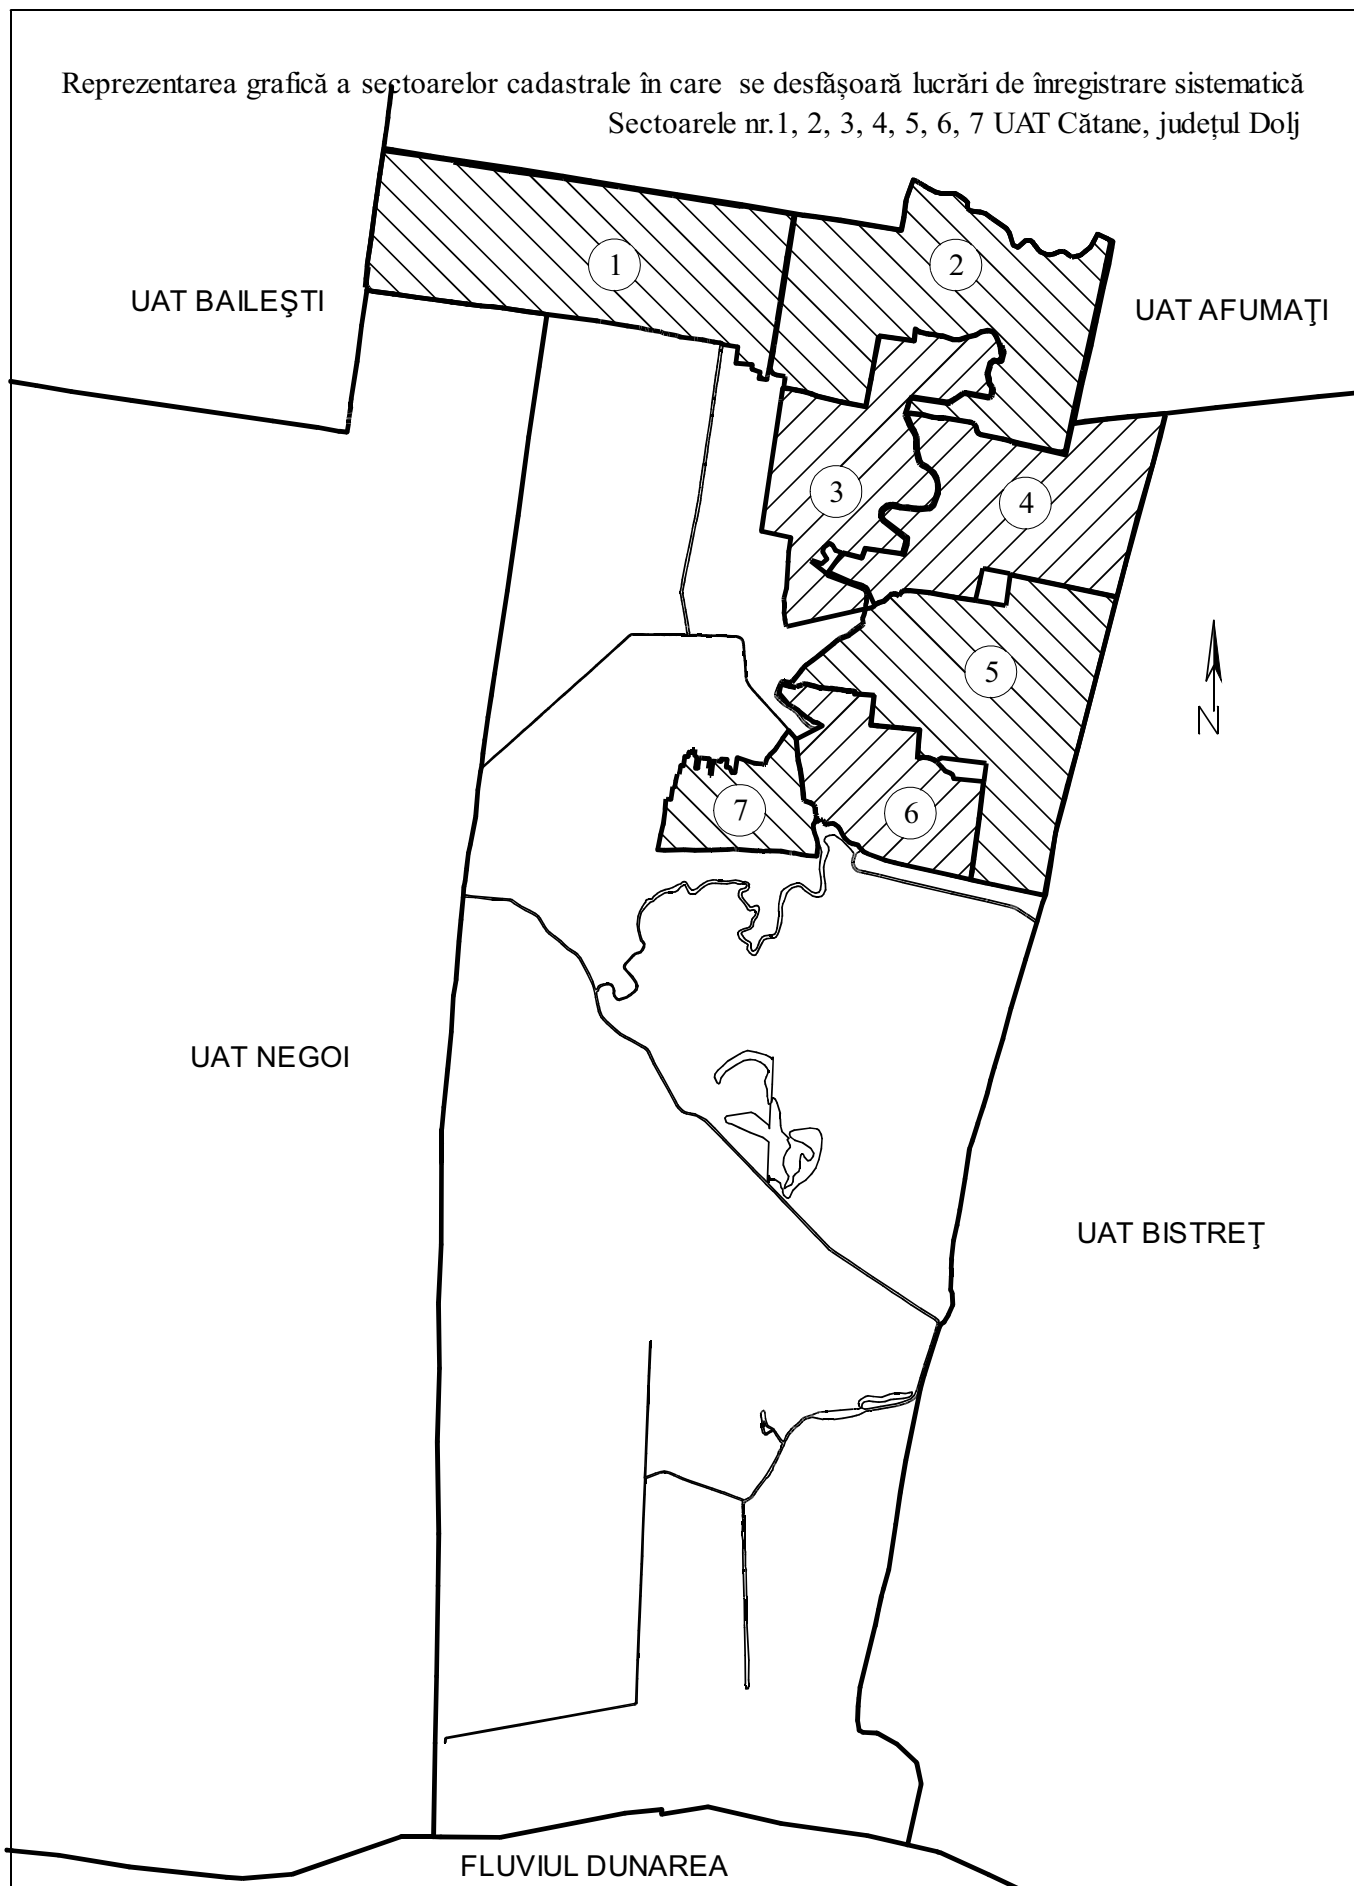 Reprezentarea grafică a sectoarelor cadastrale în care se desfășoară lucrări de înregistrare sistematică
Sectoarele nr.1, 2, 3, 4, 5, 6, 7 UAT Cătane, județul Dolj
1
2
UAT BAILEŞTI
UAT AFUMAŢI
3
4
5
N
7
6
UAT NEGOI
UAT BISTREŢ
FLUVIUL DUNAREA